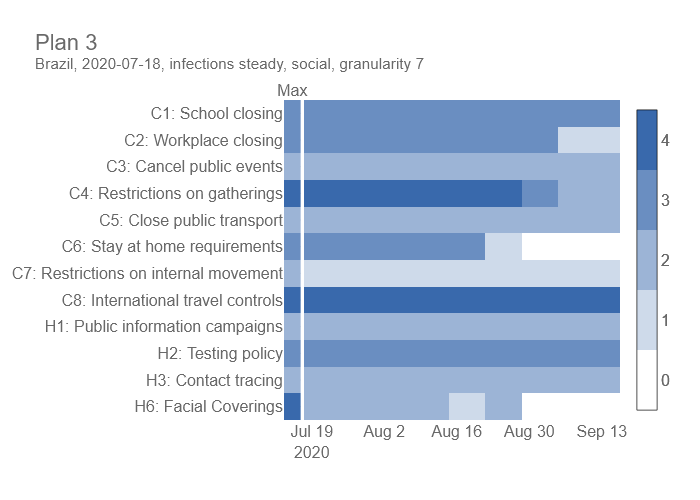 Plan 3
Brazil, 2020-07-18, infections steady, social, granularity 7
Max
C1: School closing
C2: Workplace closing
C3: Cancel public events
C4: Restrictions on gatherings
C5: Close public transport
C6: Stay at home requirements
C7: Restrictions on internal movement
C8: International travel controls
H1: Public information campaigns
H2: Testing policy
H3: Contact tracing
H6: Facial Coverings
Jul 19 Aug 2 Aug 16 Aug 30 Sep 13
2020
4
3
2
1
0